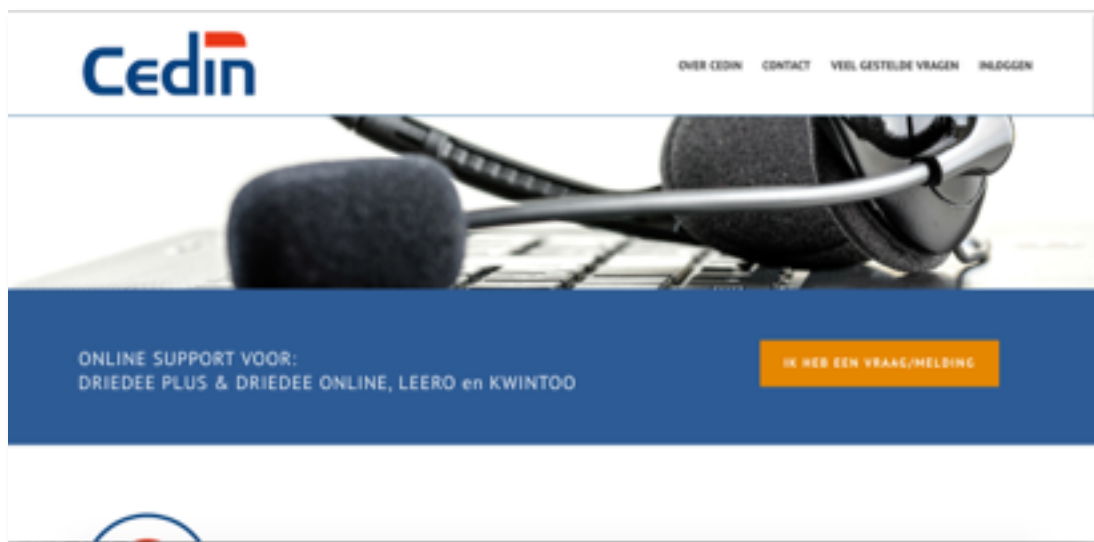 Cedin
OVER CEDIN CONTACT VEEL GESTELDE VRAGEN INLOGGEN
ONLINE SUPPORT VOOR:
DRIEDEE PLUS & DRIEDEE ONLINE, LEERO en KWINTOO
IK HEB EEN VRAAG/MELDING